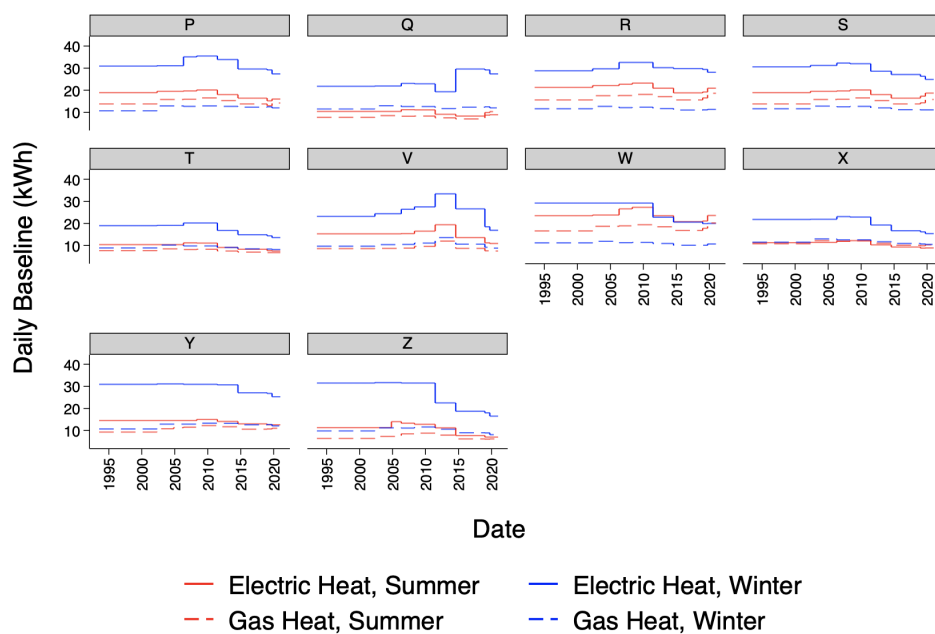 P Q R S
40
30
20
10
T V W X
40
30
20
10
1995 2000 2005 2010 2015 2020 1995 2000 2005 2010 2015 2020
Y Z
40
30
20
10
1995 2000 2005 2010 2015 2020 1995 2000 2005 2010 2015 2020
Daily Baseline (kWh)
Date
Electric Heat, Summer Electric Heat, Winter
Gas Heat, Summer Gas Heat, Winter